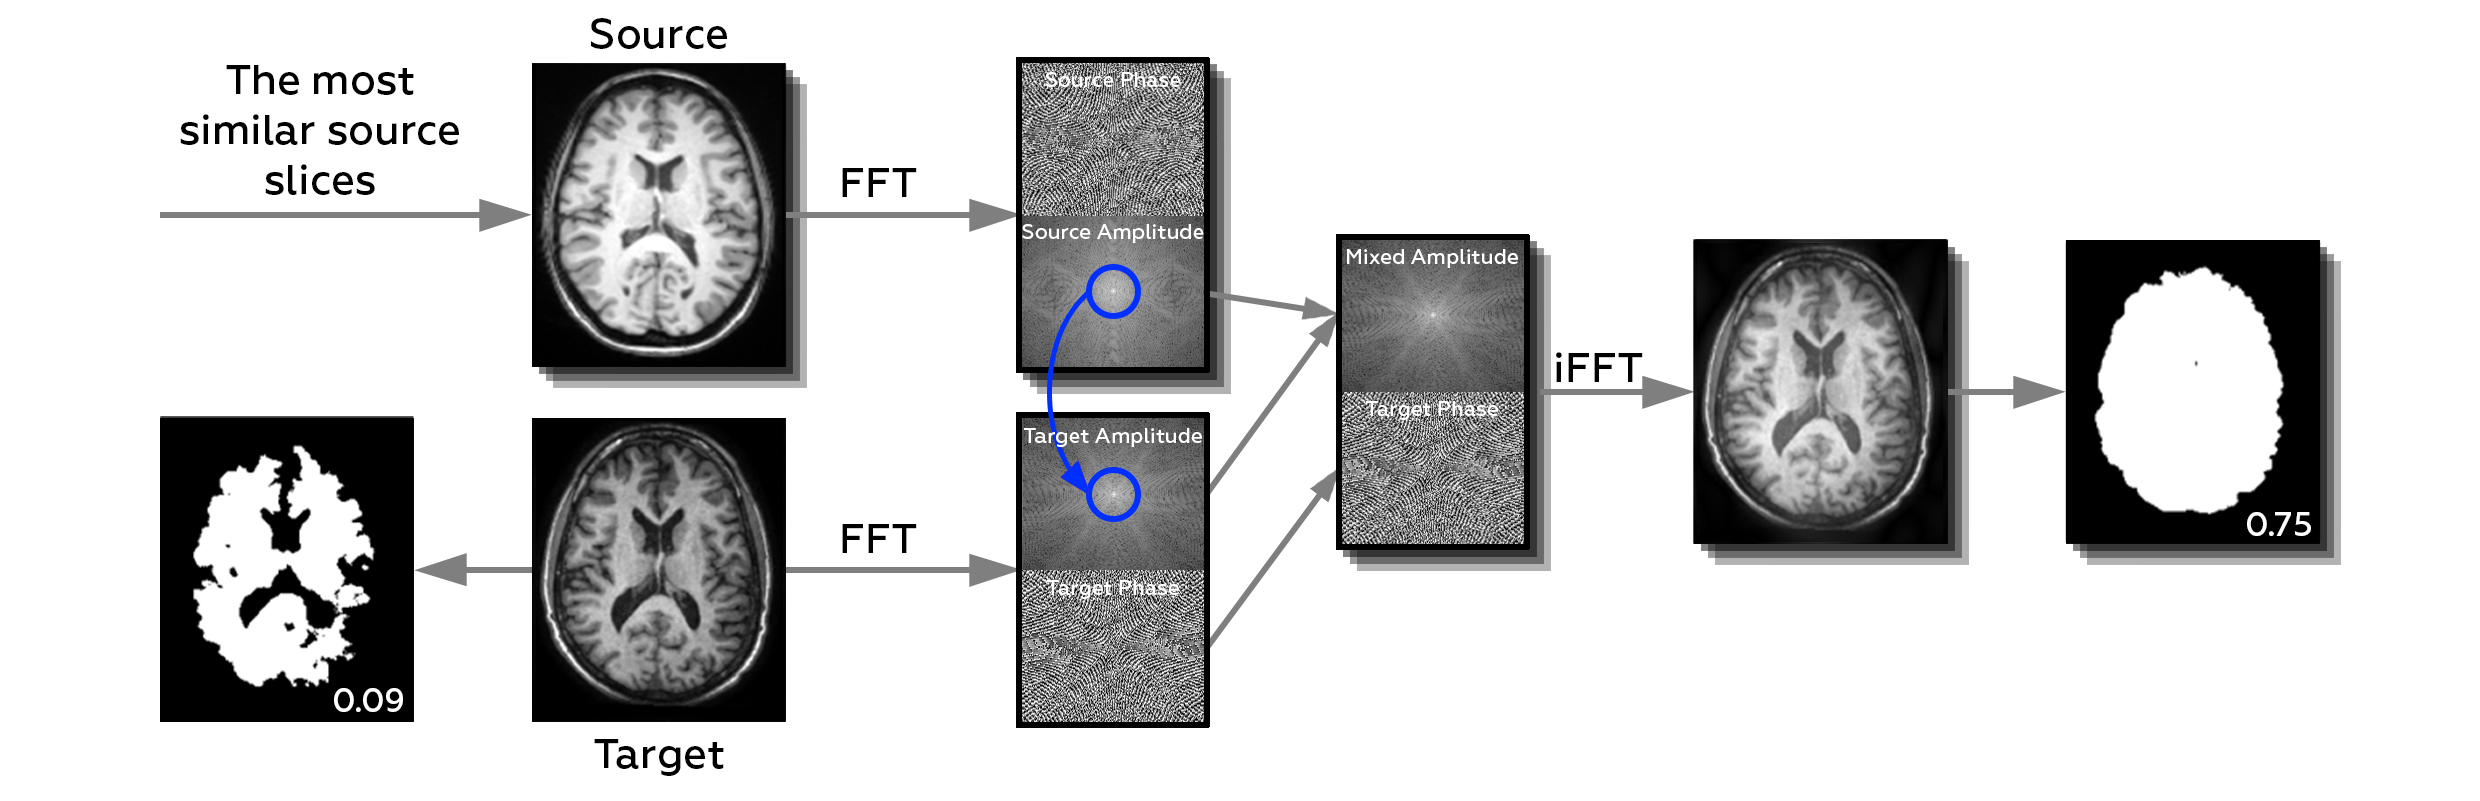 The most
similar source
slices
Source
FFT
Source Phase
Source Amplitude
Target Amplitude
Target Phase
FFT
Target
0.09
Mixed Amplitude
Target Phase
iFFT
0.75